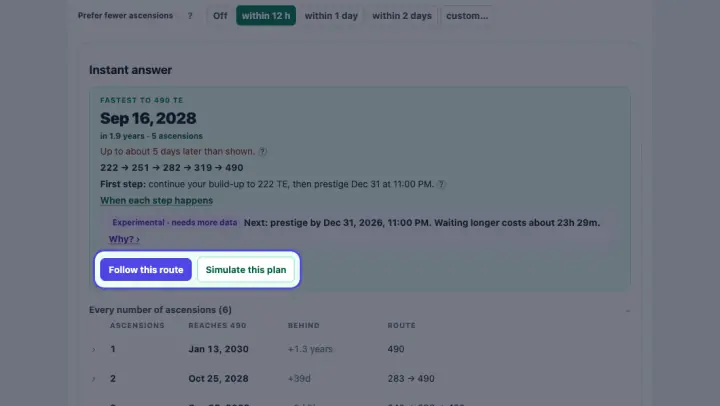 Prefer fewer ascensions ? Off within 12 h within 1 day within 2 days custom...
Instant answer
FASTEST TO 490 TE
Sep 16, 2028
in 1.9 years · 5 ascensions
Up to about 5 days later than shown. ?
222 → 251 → 282 → 319 → 490
First step: continue your build-up to 222 TE, then prestige Dec 31 at 11:00 PM. ?
When each step happens
Experimental · needs more data Next: prestige by Dec 31, 2026, 11:00 PM. Waiting longer costs about 23h 29m.
Why? ›
Follow this route Simulate this plan
Every number of ascensions (6)
ASCENSIONS REACHES 490 BEHIND ROUTE
› 1 Jan 13, 2030 +1.3 years 490
› 2 Oct 25, 2028 +39d 283 → 490